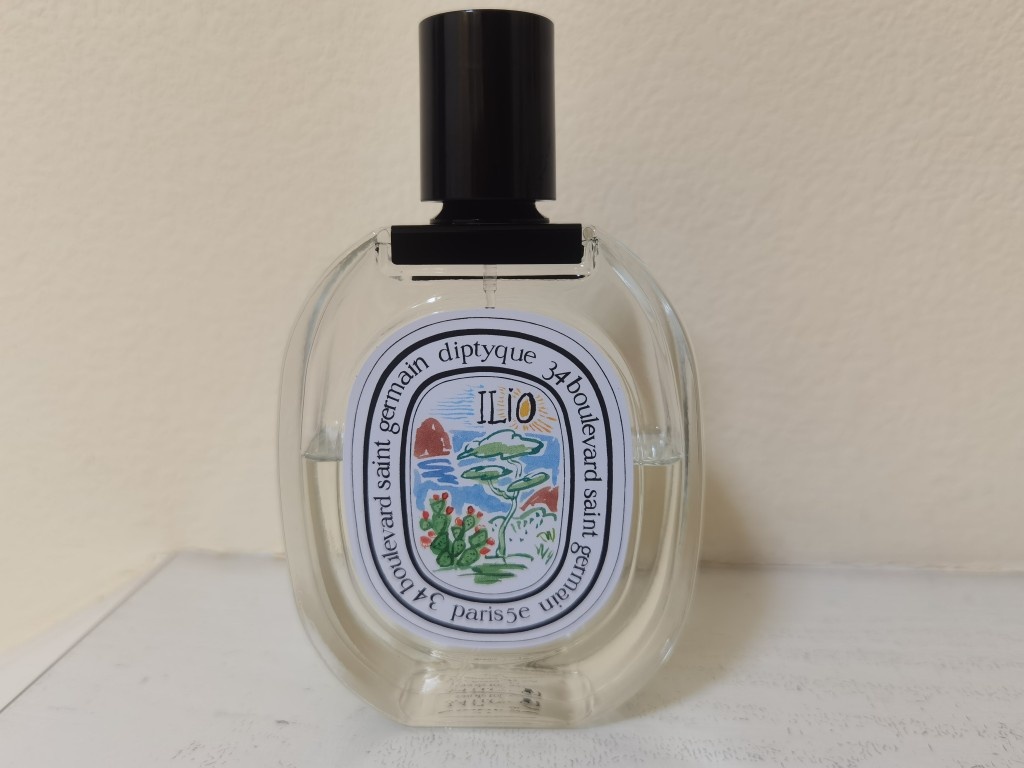 34 boulevard saint germain diptyque 34 boulevard saint germain
paris 5e
ILiO